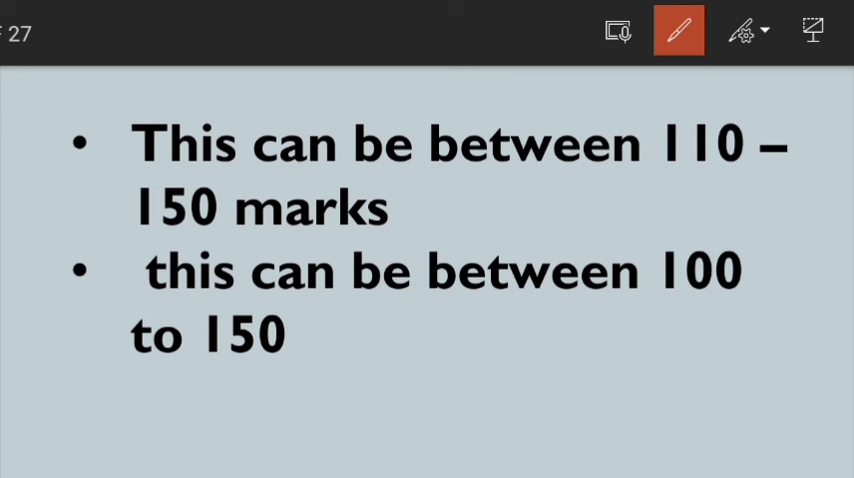 27
• This can be between 110 –
150 marks
• this can be between 100
to 150